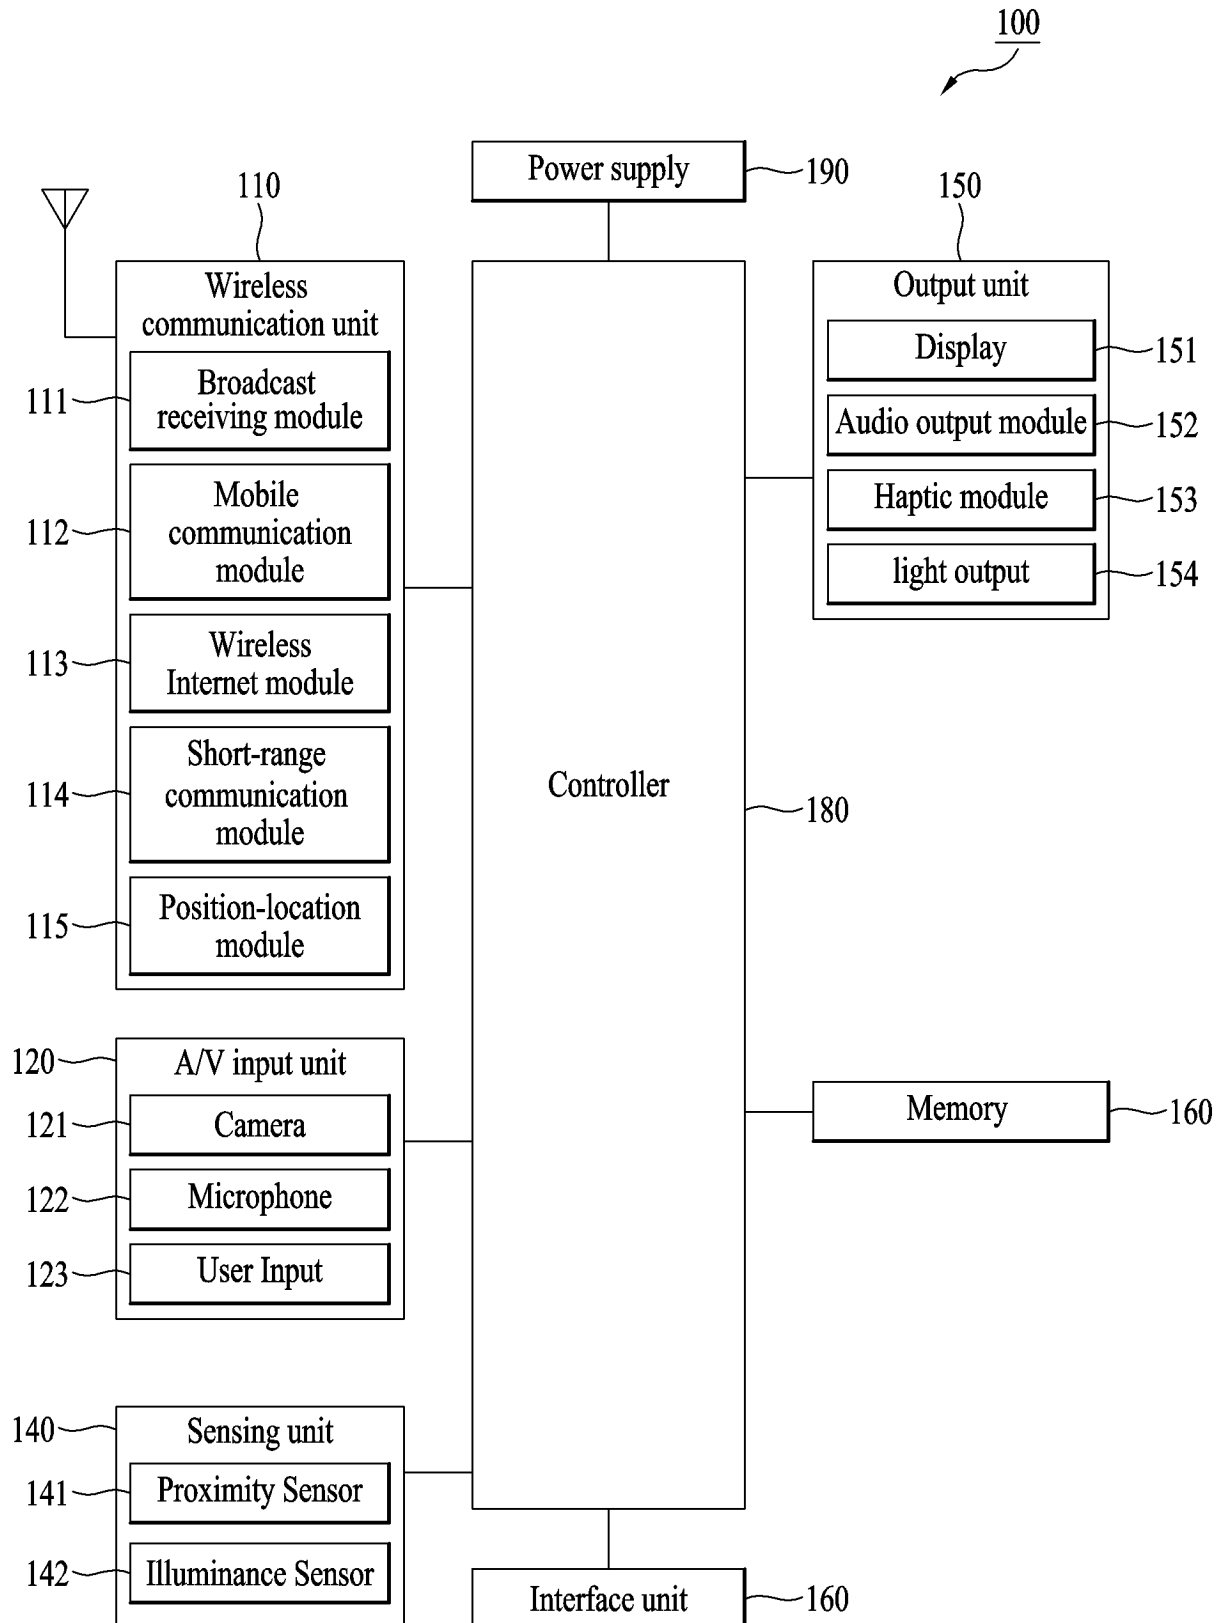 100
Power supply
190
110
Wireless
communication unit
111
Broadcast
receiving module
112
Mobile
communication
module
113
Wireless
Internet module
114
Short-range
communication
module
115
Position-location
module
120
A/V input unit
121
Camera
122
Microphone
123
User Input
140
Sensing unit
141
Proximity Sensor
142
Illuminance Sensor
Controller
180
150
Output unit
Display
151
Audio output module
152
Haptic module
153
light output
154
Memory
160
Interface unit
160